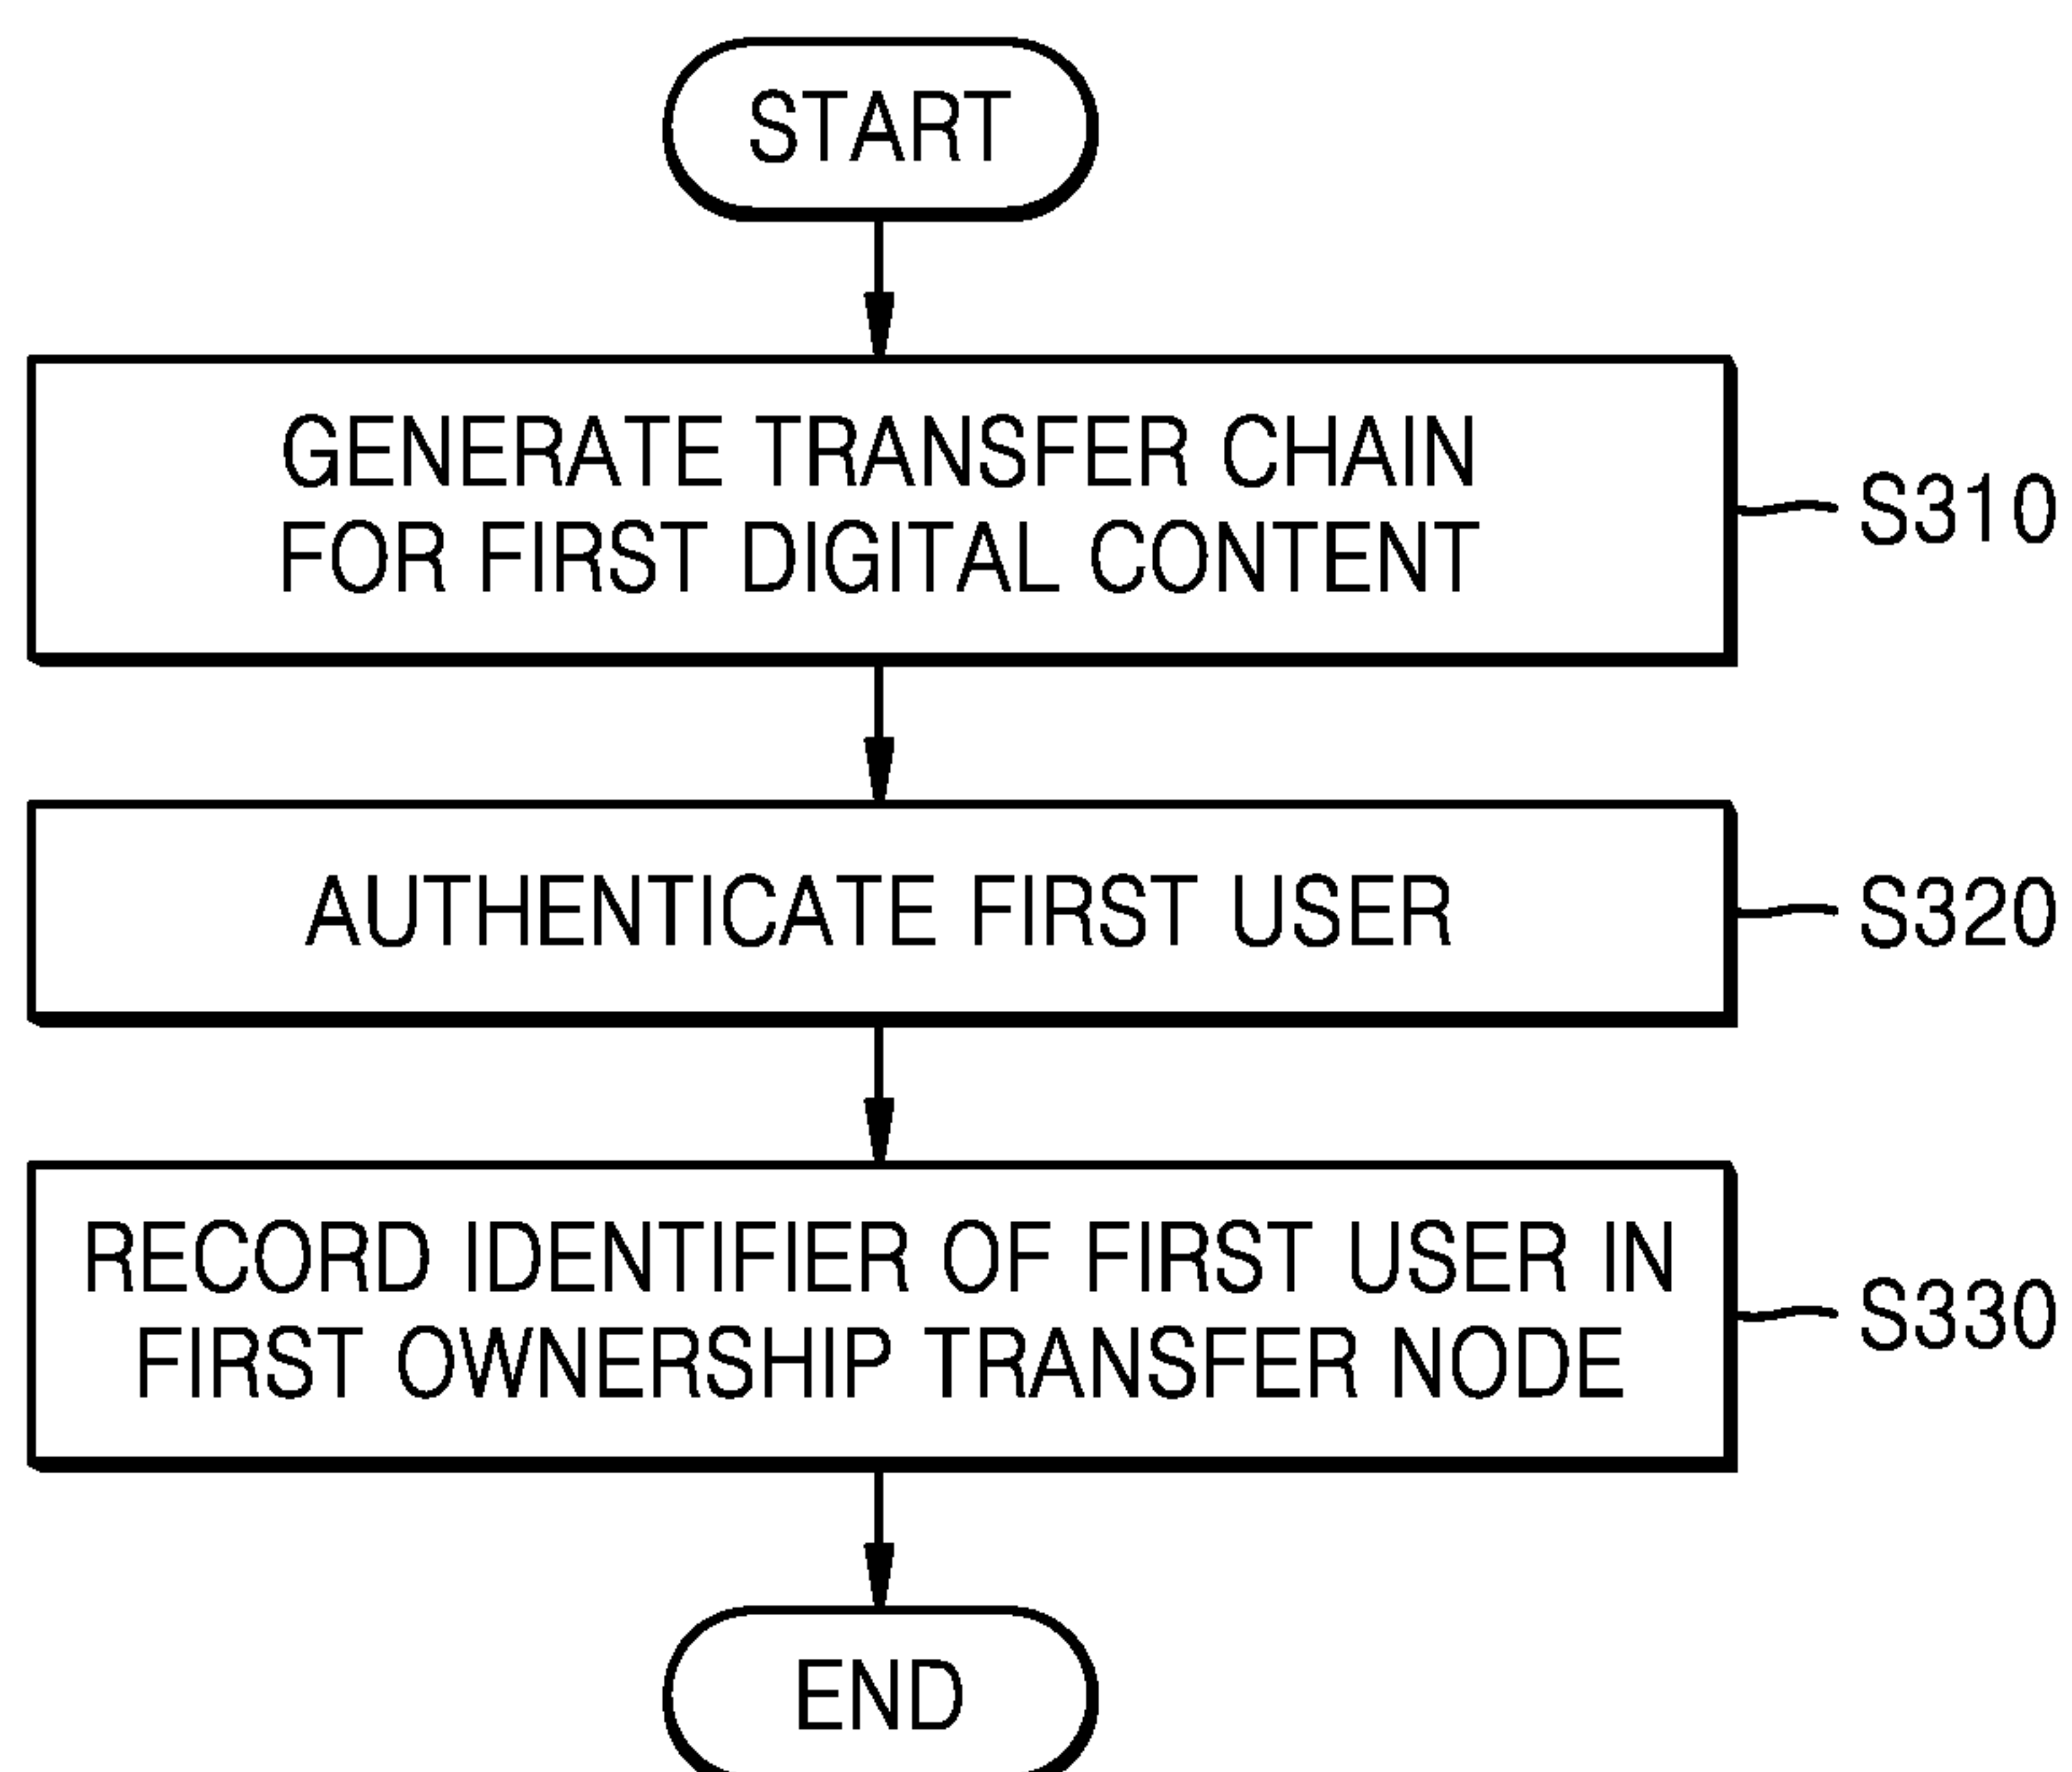 START
GENERATE TRANSFER CHAIN
FOR FIRST DIGITAL CONTENT
S310
AUTHENTICATE FIRST USER
S320
RECORD IDENTIFIER OF FIRST USER IN
FIRST OWNERSHIP TRANSFER NODE
S330
END